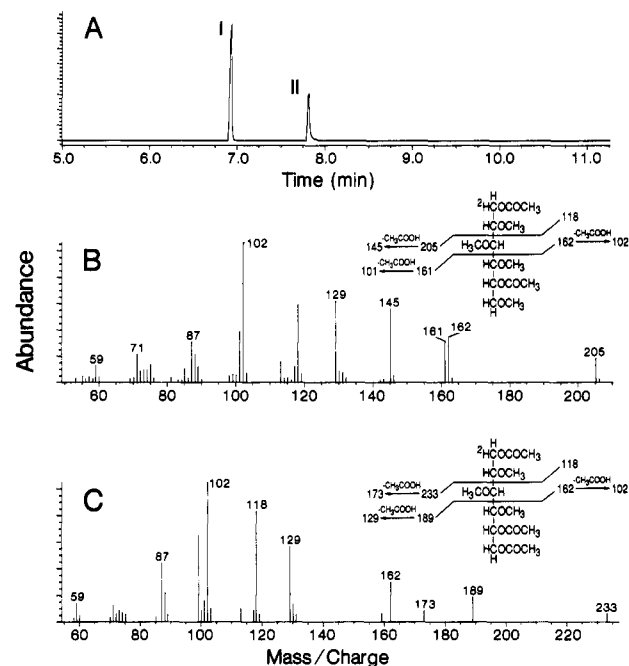 A
I
II
5.0 6.0 7.0 8.0 9.0 10.0 11.0
Time (min)
Abundance
B
59
71
87
102
129
145
161
162
205
H
²HCOCOCH₃
HCOCH₃
H₃COCH
HCOCH₃
HCOCOCH₃
HCOCH₃
H
118
-CH₃COOH
145 205
-CH₃COOH
162 102
-CH₃COOH
101 161
60 80 100 120 140 160 180 200
C
59
87
102
118
129
162
173
189
233
H
²HCOCOCH₃
HCOCH₃
H₃COCH
HCOCH₃
HCOCOCH₃
HCOCOCH₃
H
118
-CH₃COOH
173 233
-CH₃COOH
162 102
-CH₃COOH
129 189
60 80 100 120 140 160 180 200 220
Mass/Charge